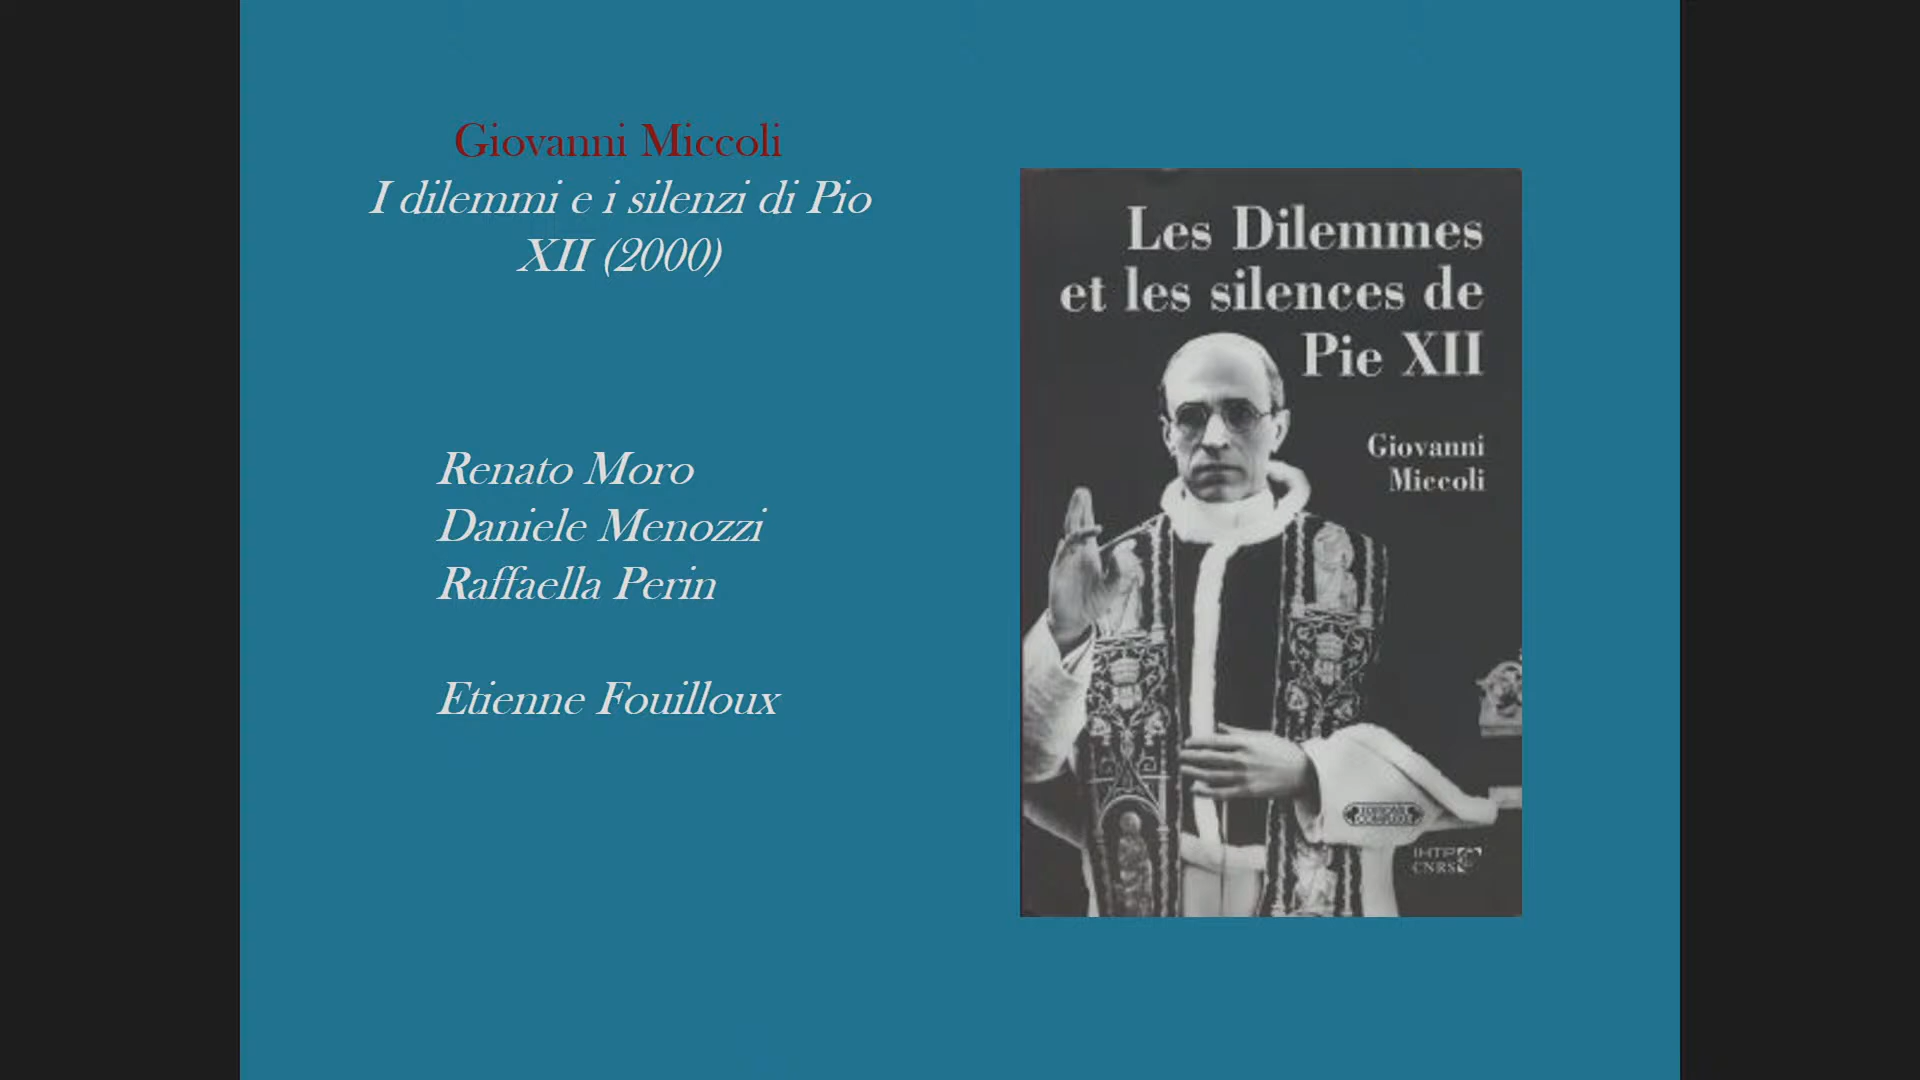 Giovanni Miccoli
I dilemmi e i silenzi di Pio
XII (2000)
Renato Moro
Daniele Menozzi
Raffaella Perin
Etienne Fouilloux
Les Dilemmes
et les silences de
Pie XII
Giovanni
Miccoli
IHTP
CNRS